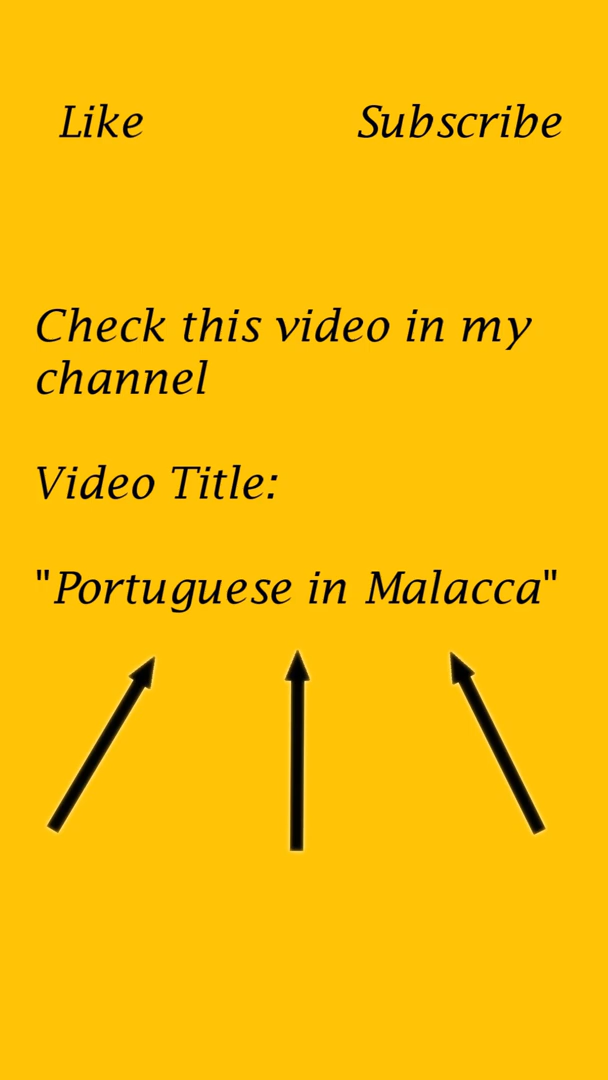 Like Subscribe
Check this video in my
channel
Video Title:
"Portuguese in Malacca"